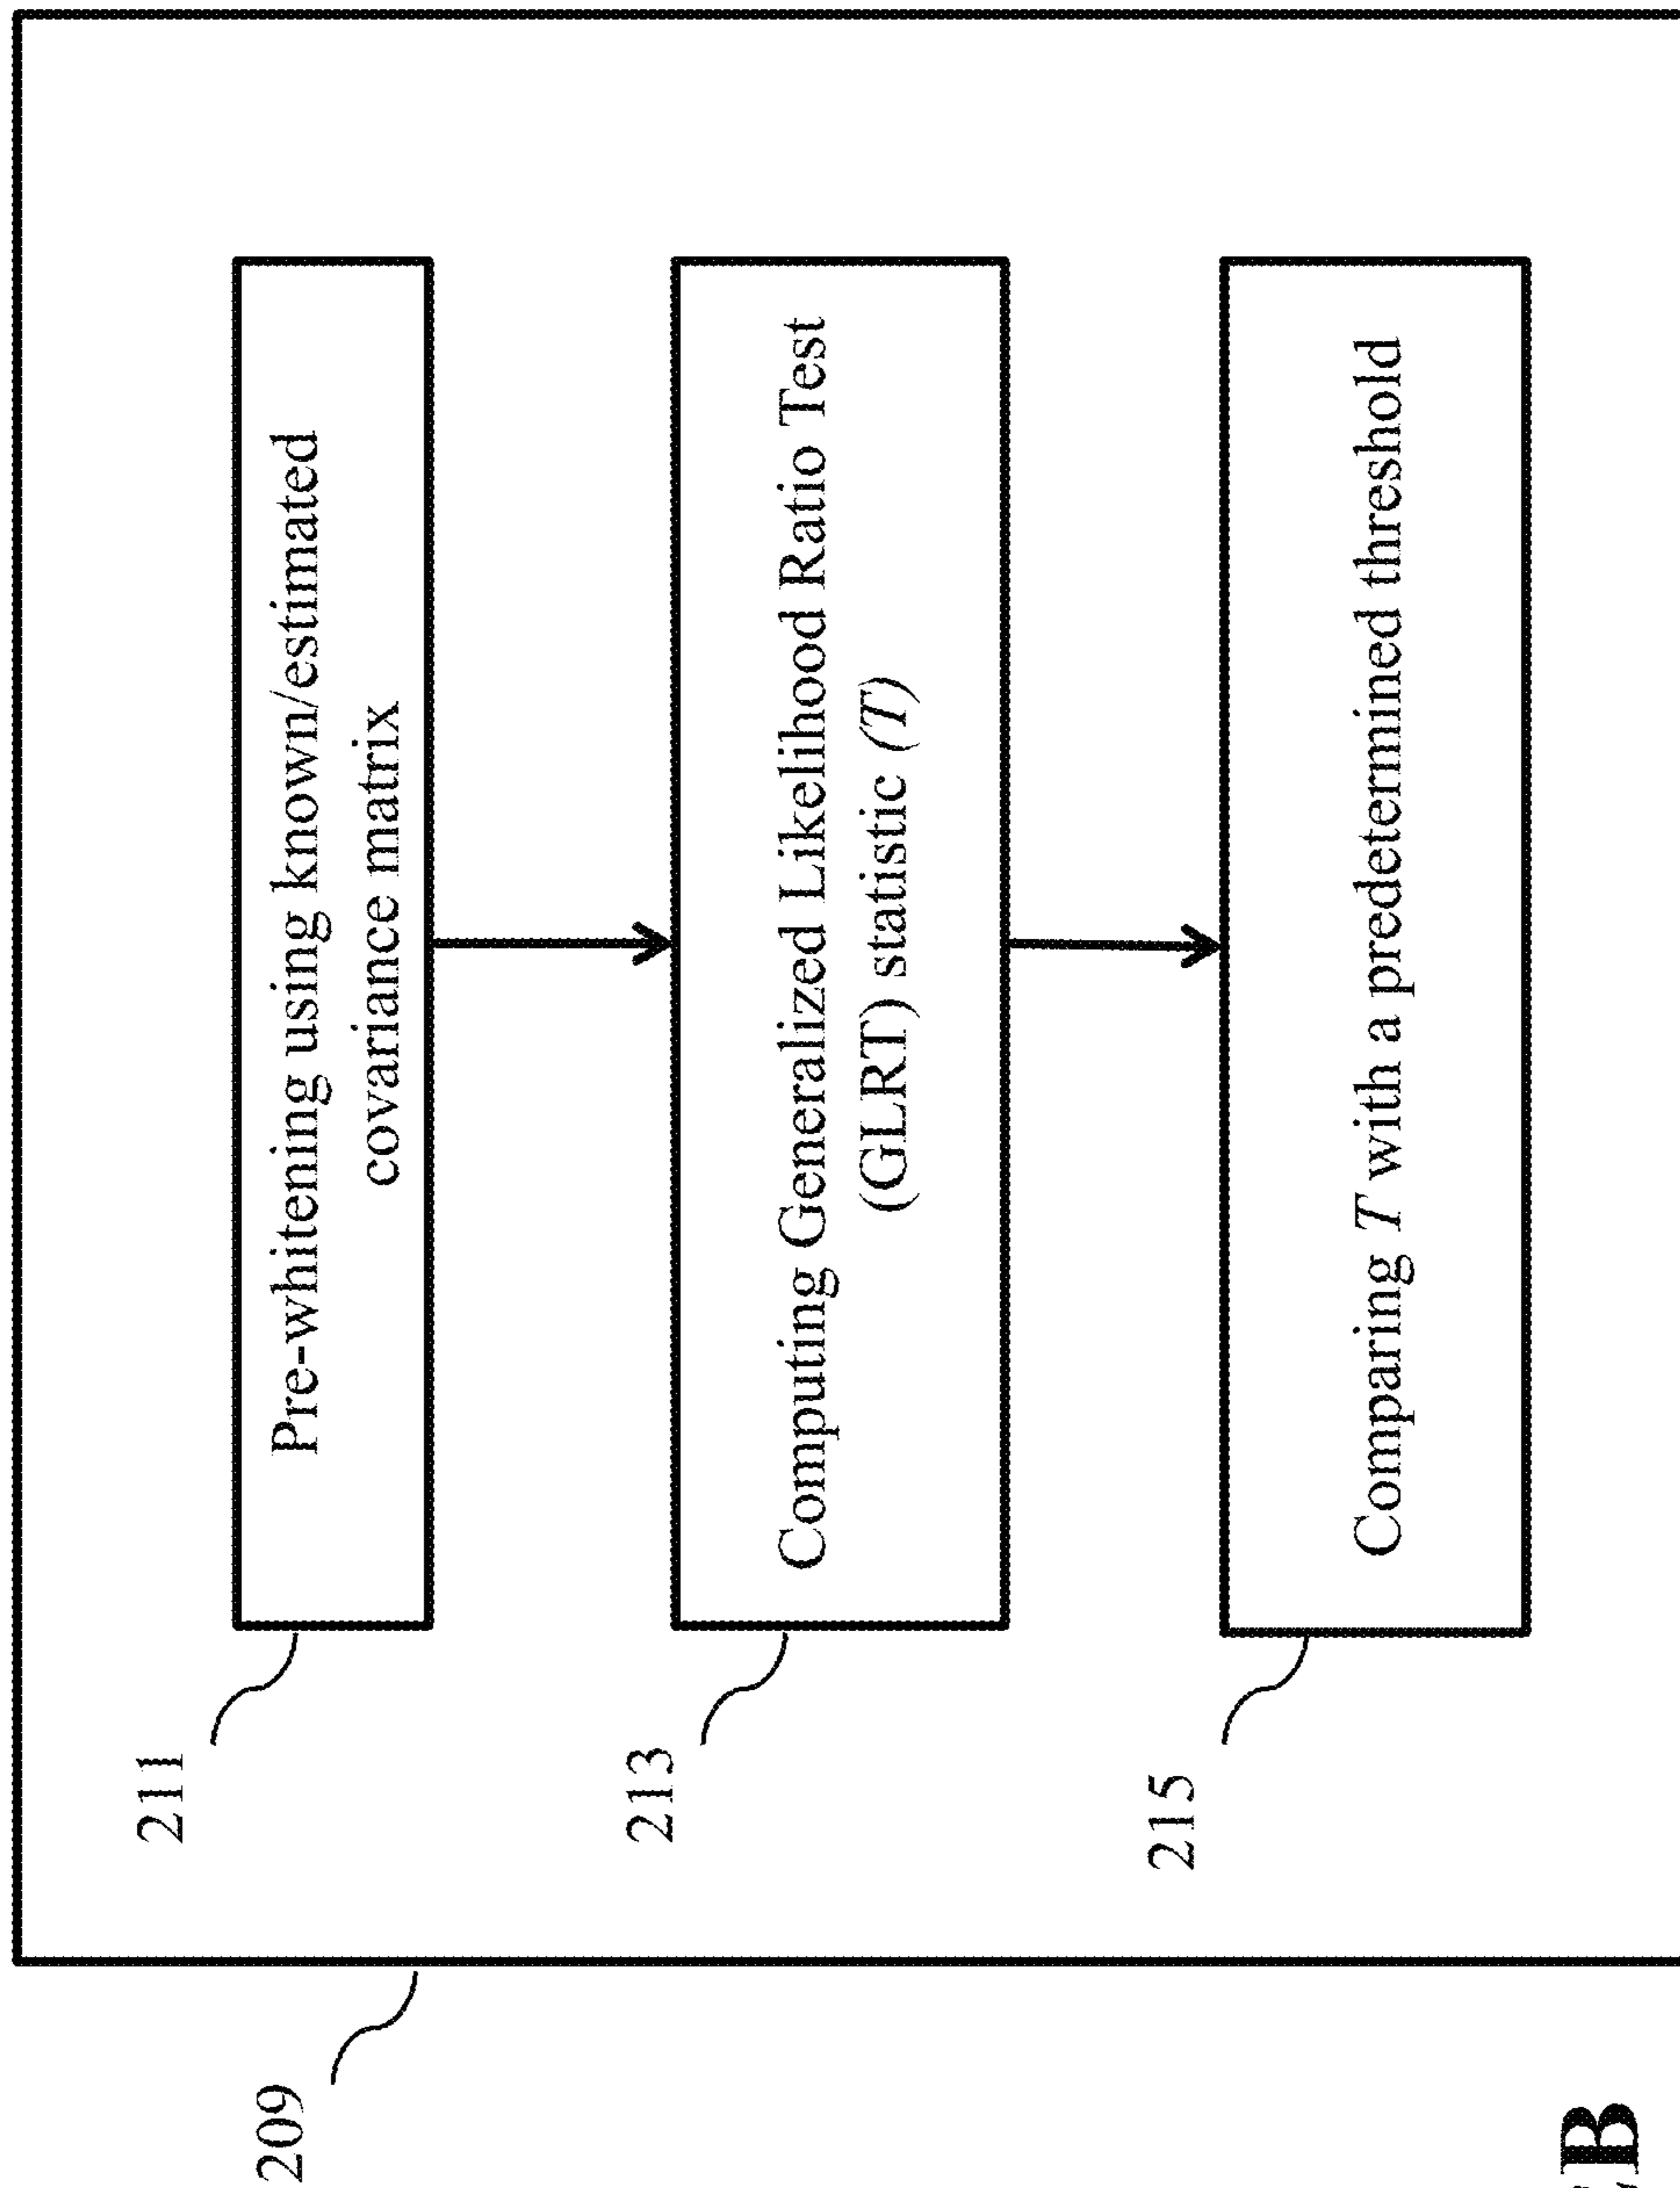 211
209
Pre-whitening using known/estimated
covariance matrix
213
Computing Generalized Likelihood Ratio Test
(GLRT) statistic (T)
215
Comparing T with a predetermined threshold
B